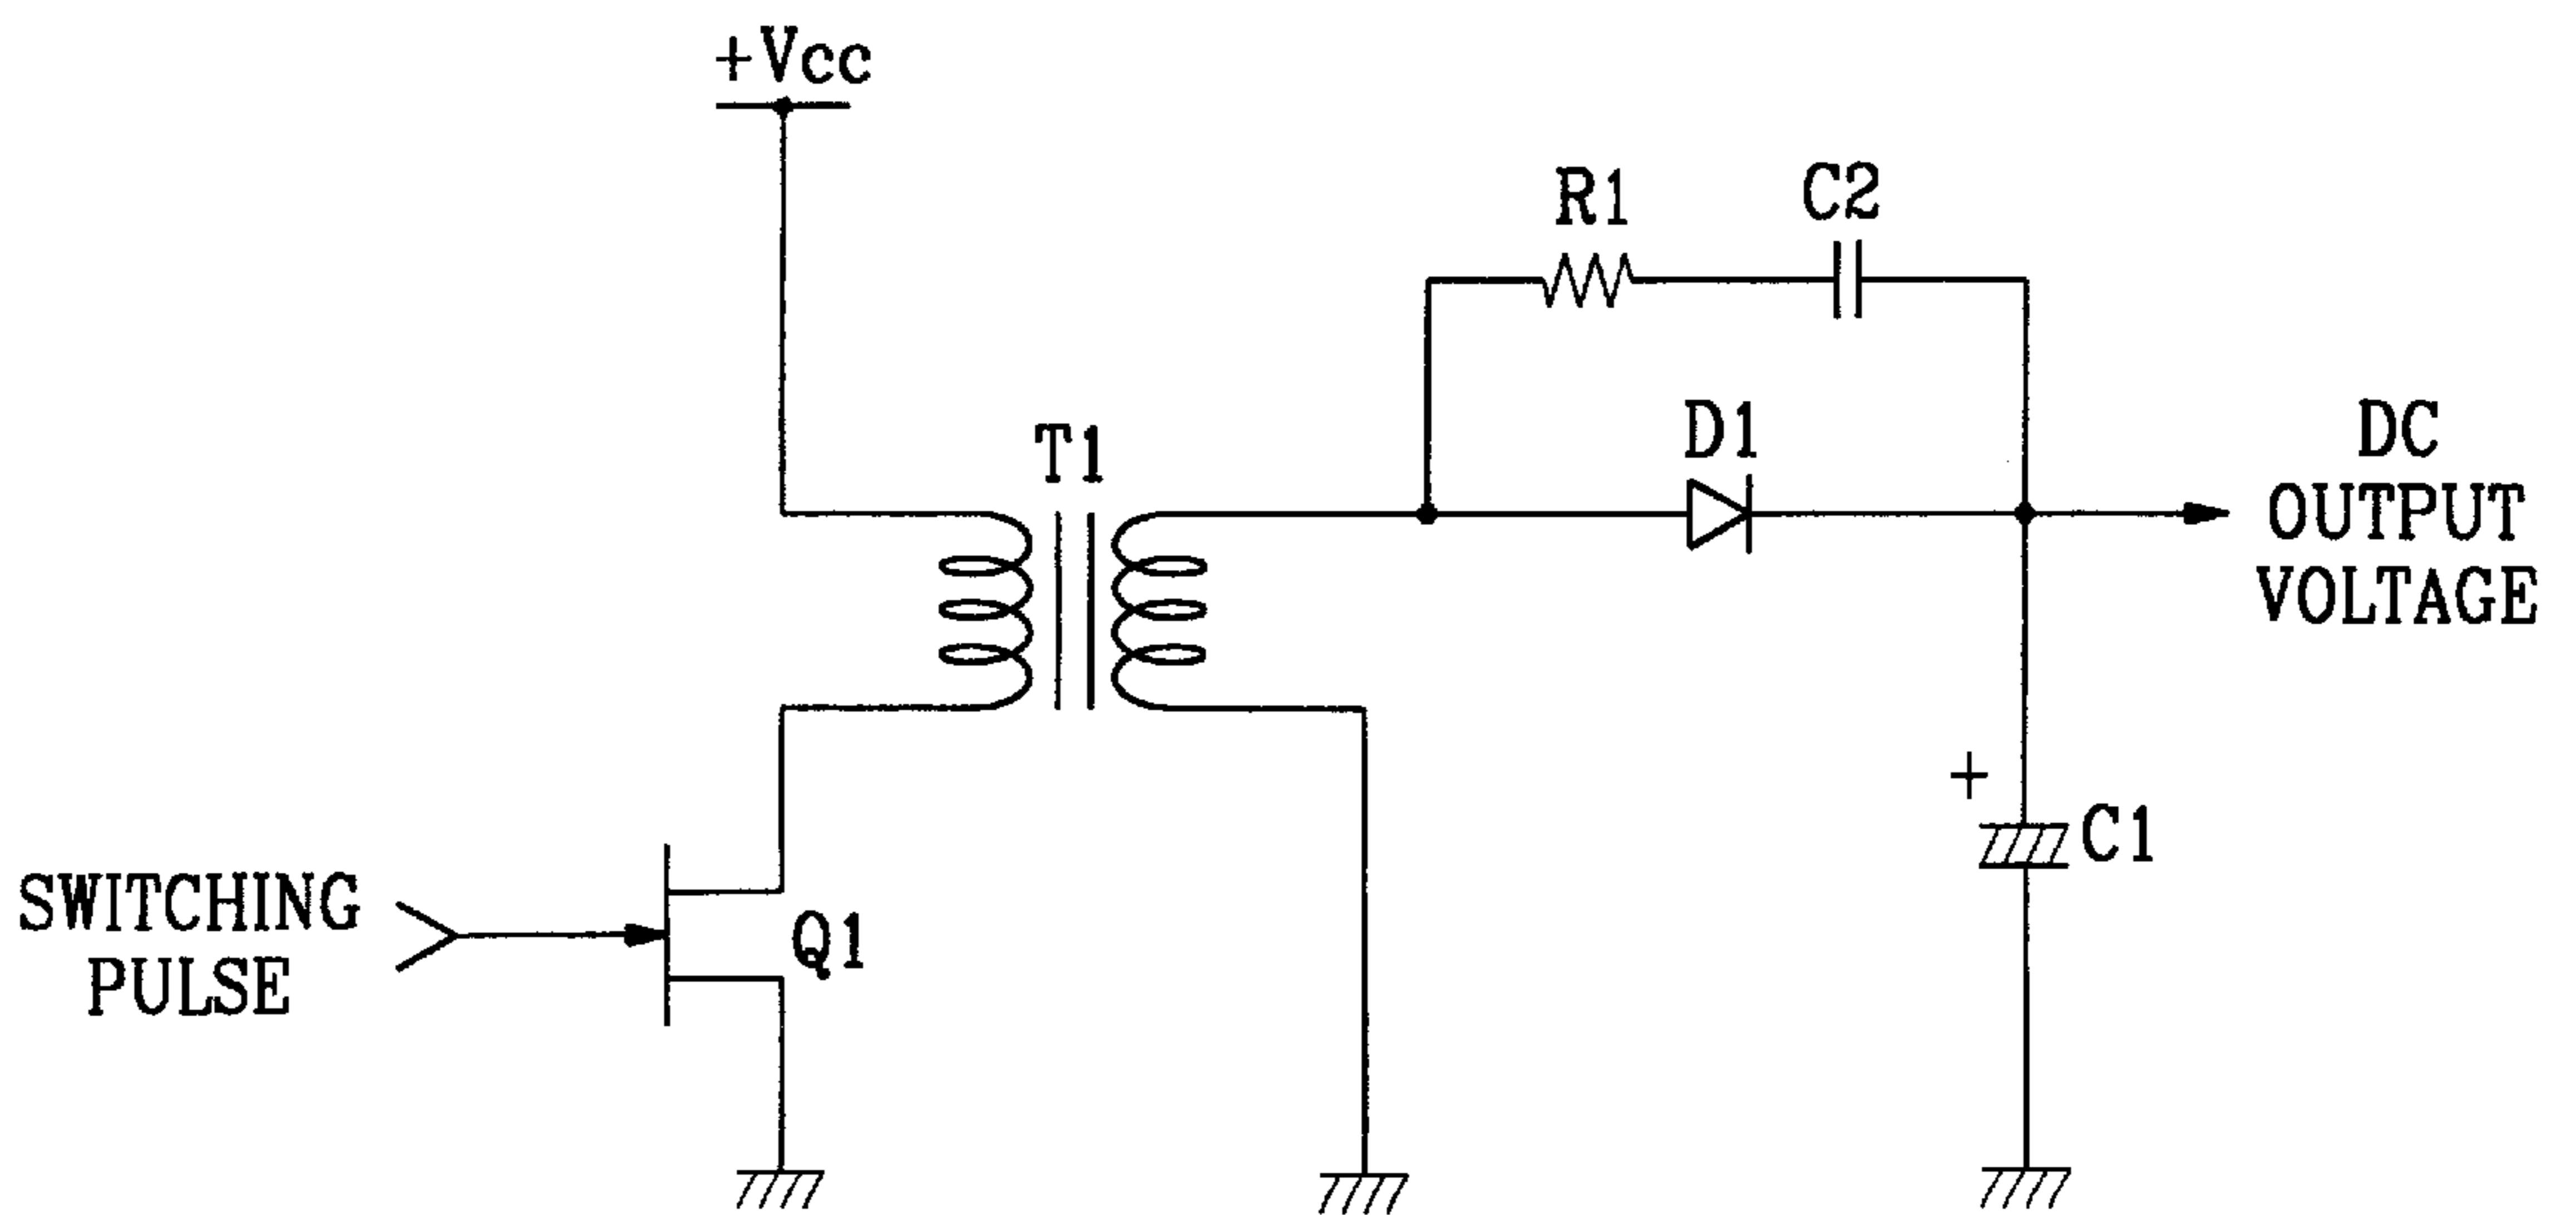 +Vcc
R1
C2
T1
D1
DC
OUTPUT
VOLTAGE
+
C1
SWITCHING
PULSE
Q1